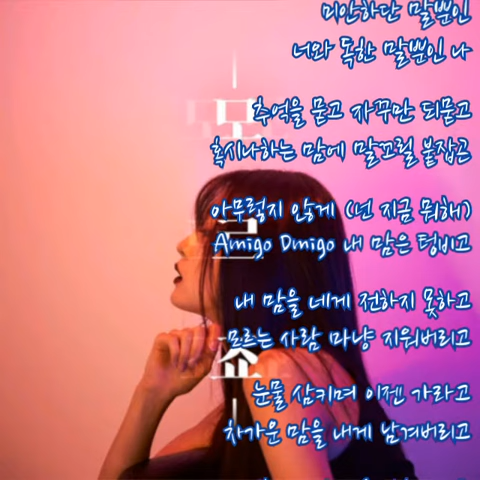 미안하단 말뿐인
너와 독한 말뿐인 나
추억을 묻고 자꾸만 되묻고
혹시나하는 맘에 말꼬릴 붙잡곤
아무렇지 않게 (넌 지금 뭐해)
Amigo Dmigo 내 맘은 텅비고
내 맘을 네게 전하지 못하고
모르는 사람 마냥 지워버리고
눈물 삼키며 이젠 가라고
차가운 맘을 내게 남겨버리고